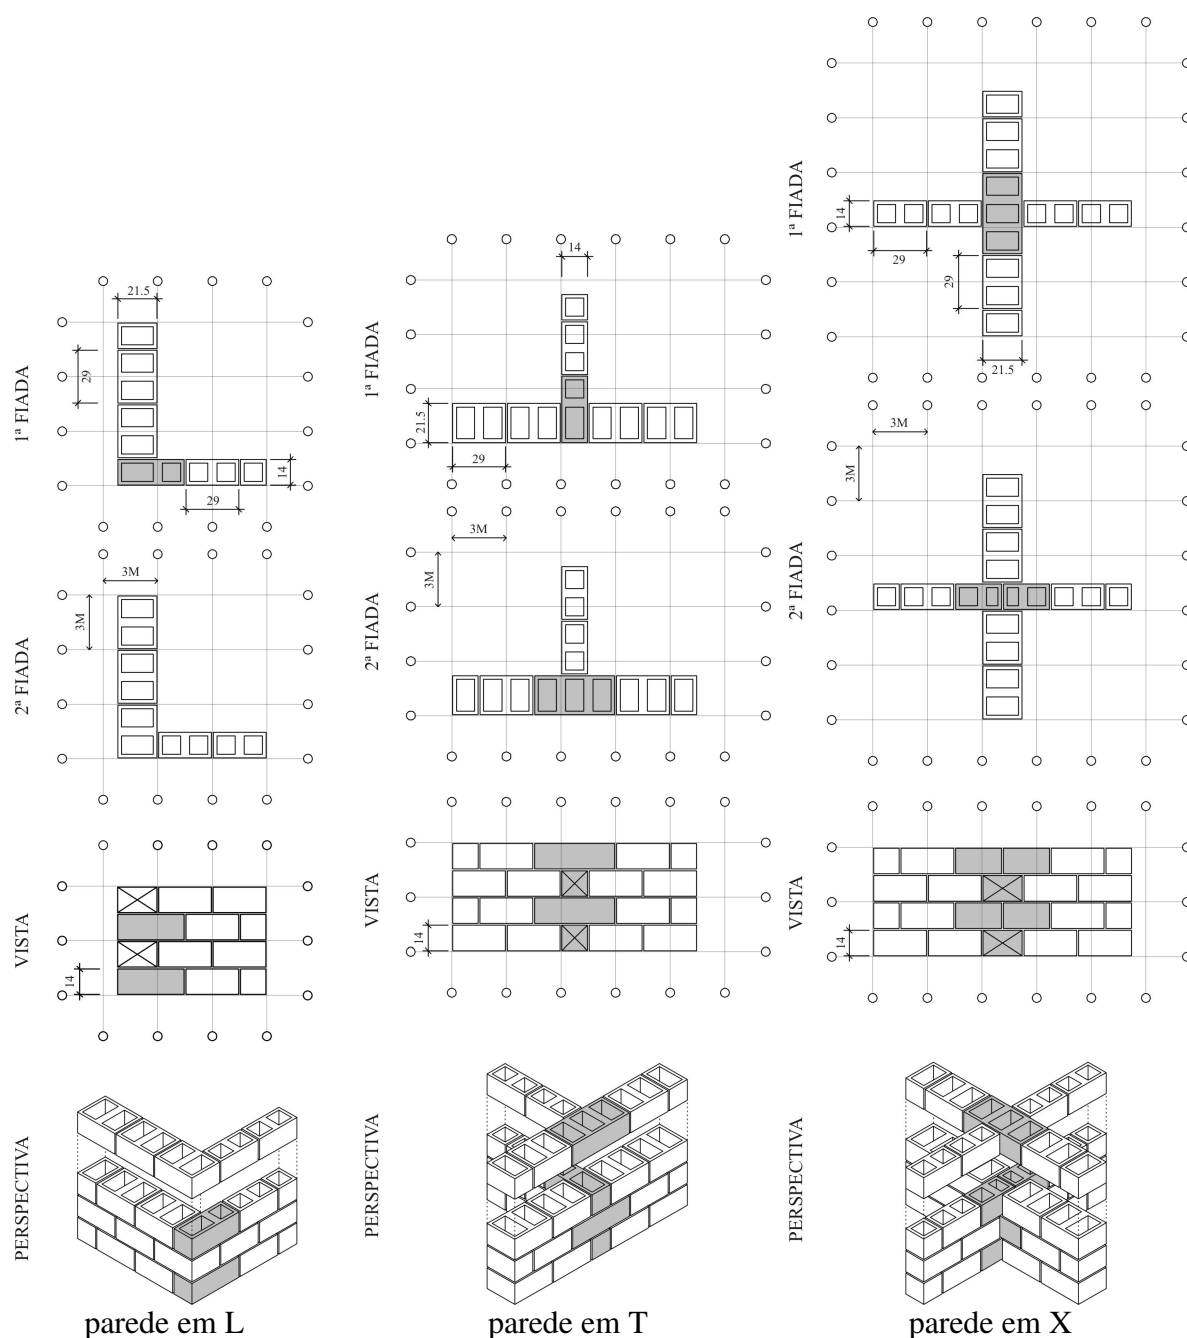 1ª FIADA
21.5
29
14
29
2ª FIADA
3M
3M
VISTA
14
PERSPECTIVA
parede em L
1ª FIADA
14
21.5
29
2ª FIADA
3M
3M
VISTA
14
PERSPECTIVA
parede em T
1ª FIADA
14
29
29
21.5
2ª FIADA
3M
3M
VISTA
14
PERSPECTIVA
parede em X